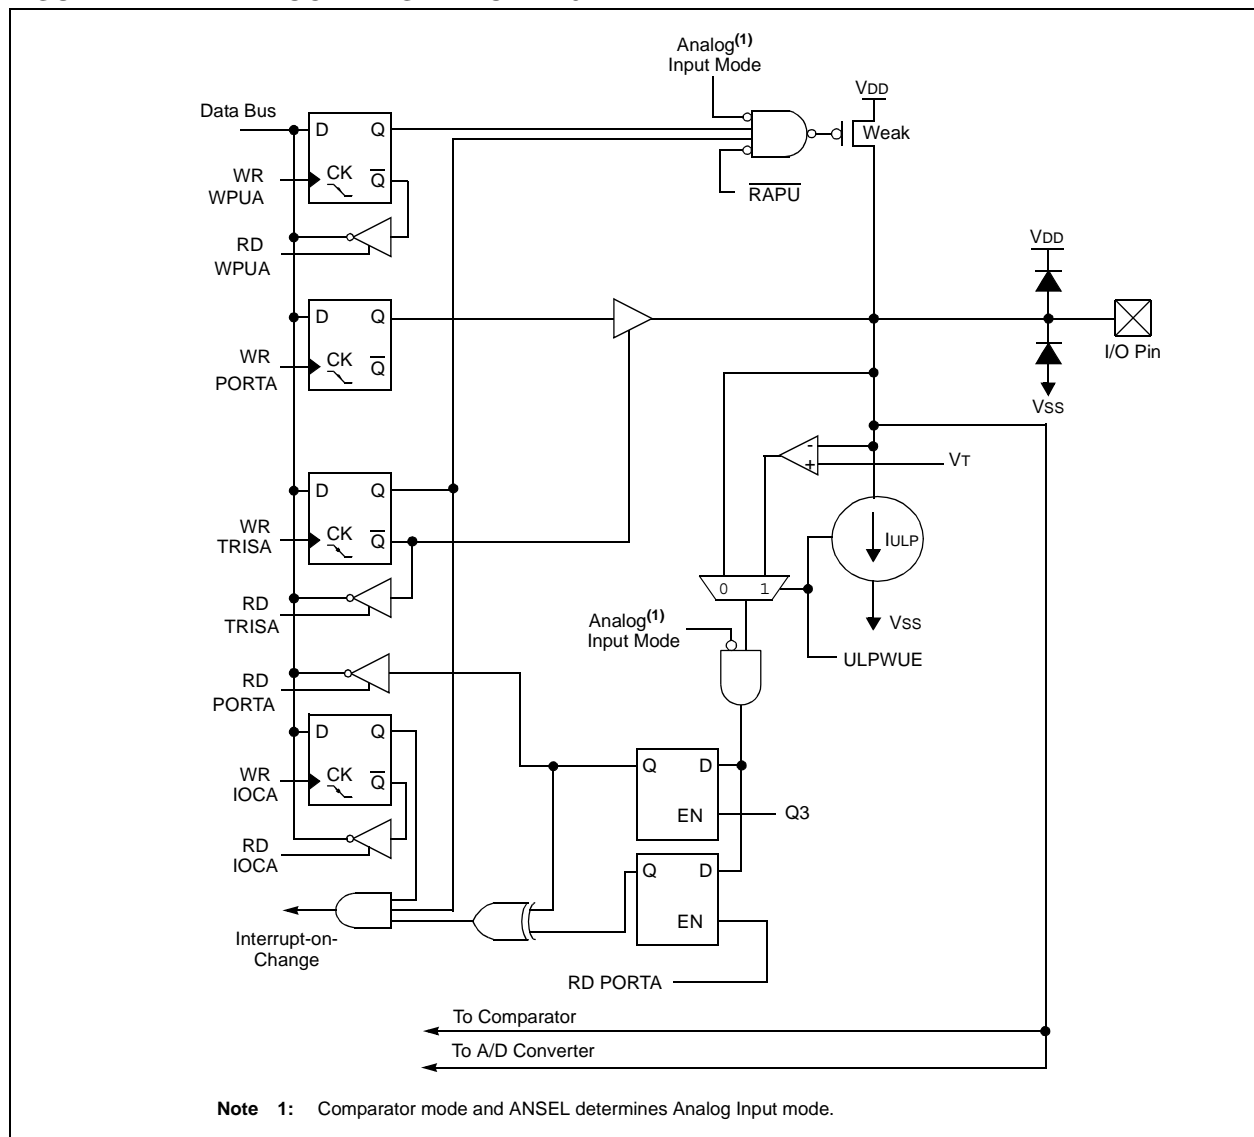 Analog(1)
Input Mode
VDD
Data Bus
D Q
Weak
WR
WPUA
CK Q
RAPU
RD
WPUA
VDD
D Q
WR
PORTA
CK Q
I/O Pin
VSS
- 
+
VT
D Q
WR
TRISA
CK Q
IULP
0 1
RD
TRISA
Analog(1)
Input Mode
VSS
ULPWUE
RD
PORTA
D Q
WR
IOCA
CK Q
Q D
EN
Q3
RD
IOCA
Q D
EN
Interrupt-on-
Change
RD PORTA
To Comparator
To A/D Converter
Note 1: Comparator mode and ANSEL determines Analog Input mode.